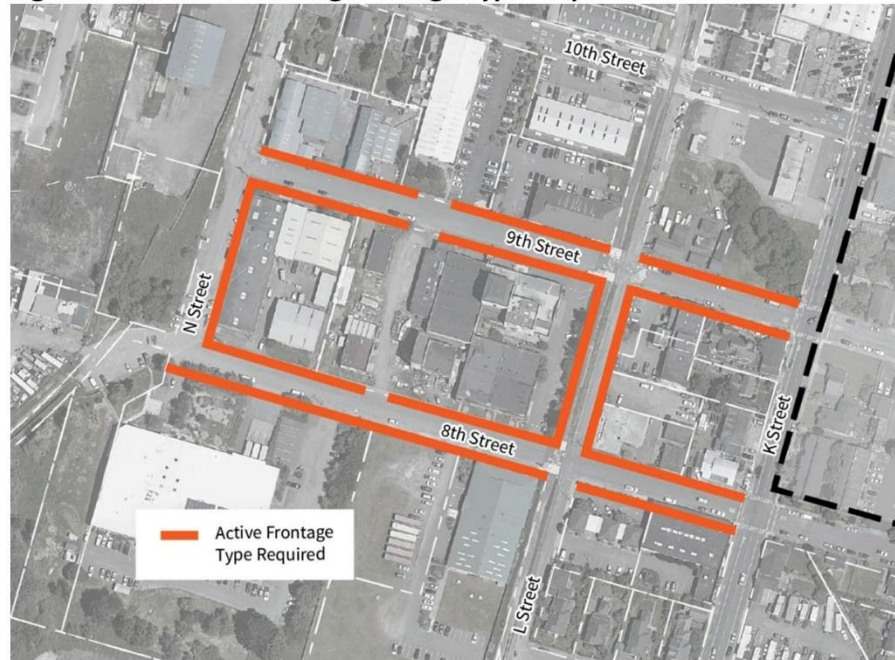 10th Street
9th Street
N Street
K Street
8th Street
Active Frontage
Type Required
L Street